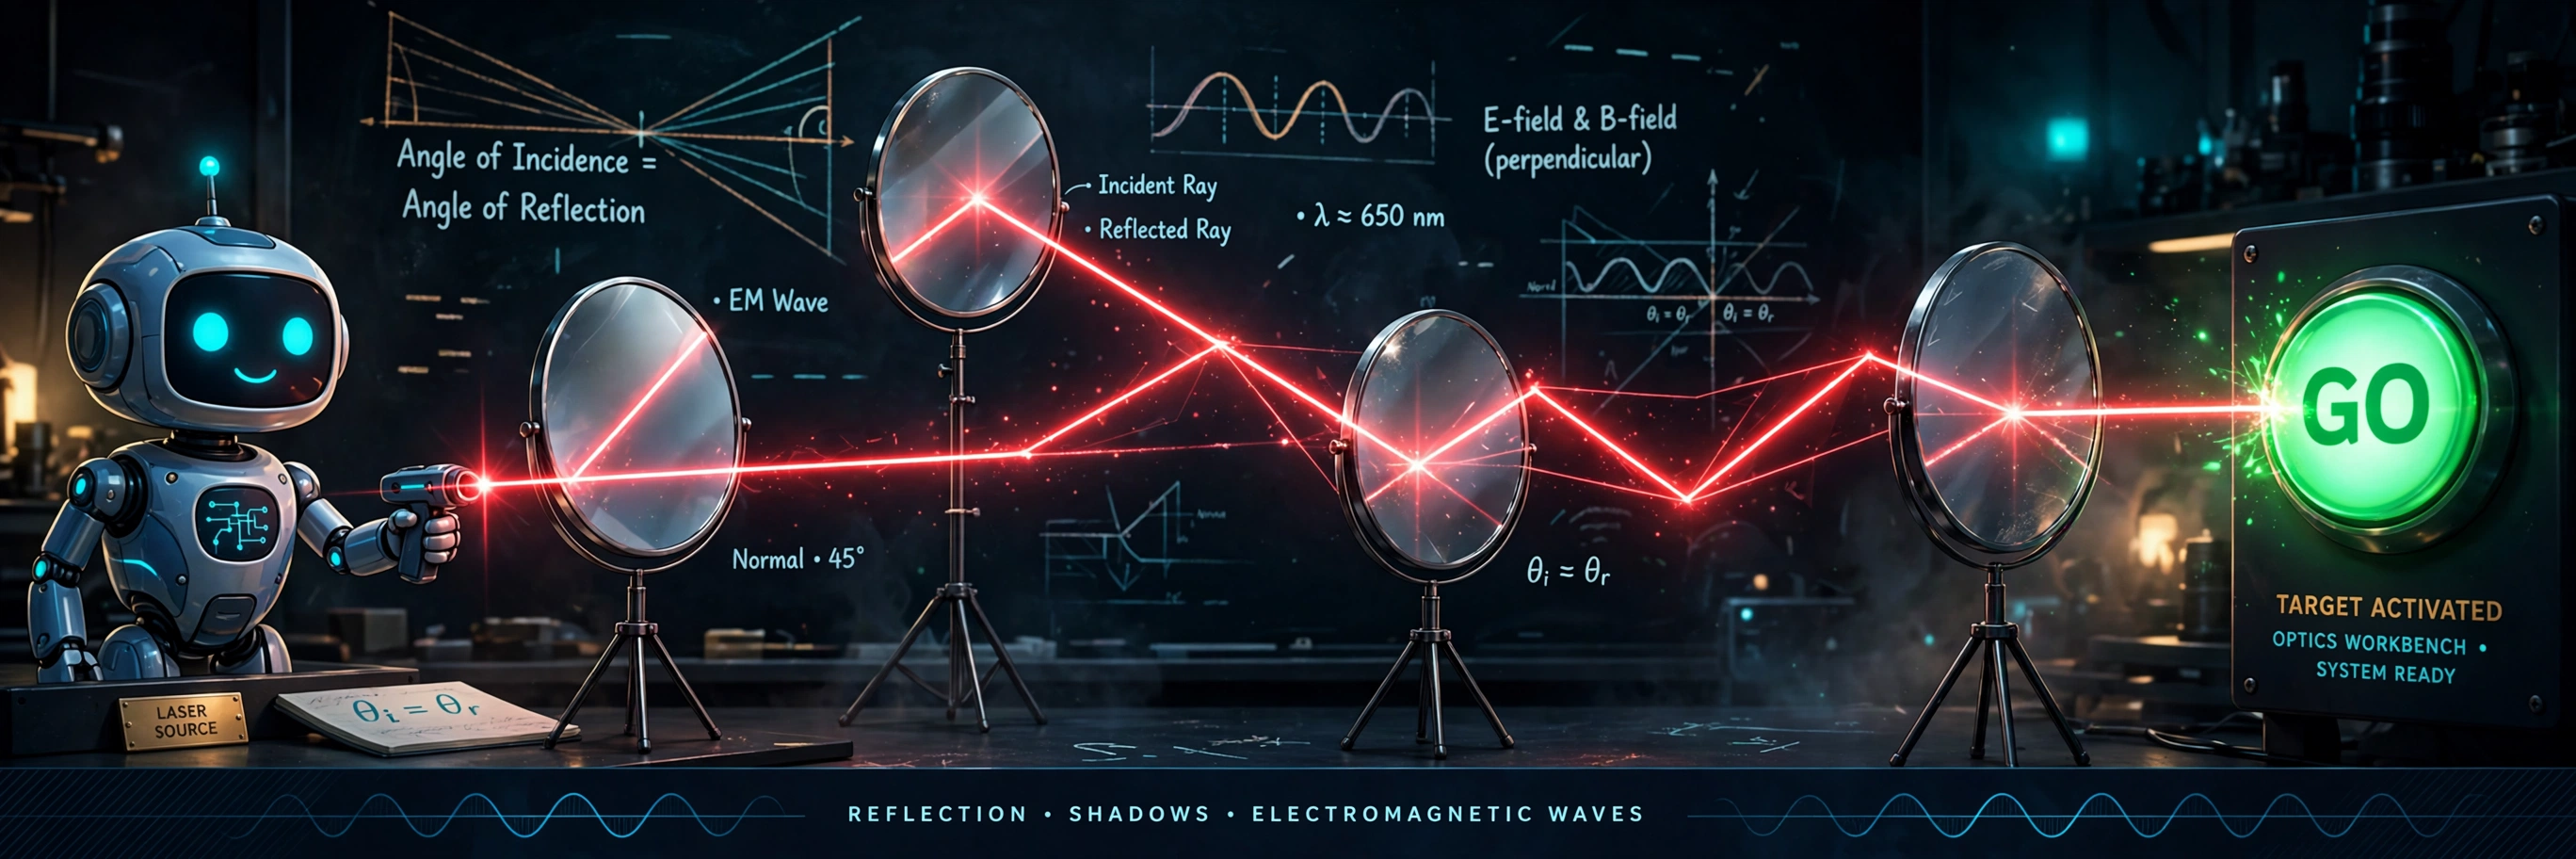 Angle of Incidence =
Angle of Reflection
• EM Wave
Normal • 45°
• Incident Ray
• Reflected Ray
• λ ≈ 650 nm
E-field & B-field
(perpendicular)
θi = θr
θi = θr
θi = θr
LASER
SOURCE
θi = θr
GO
TARGET ACTIVATED
OPTICS WORKBENCH •
SYSTEM READY
REFLECTION • SHADOWS • ELECTROMAGNETIC WAVES